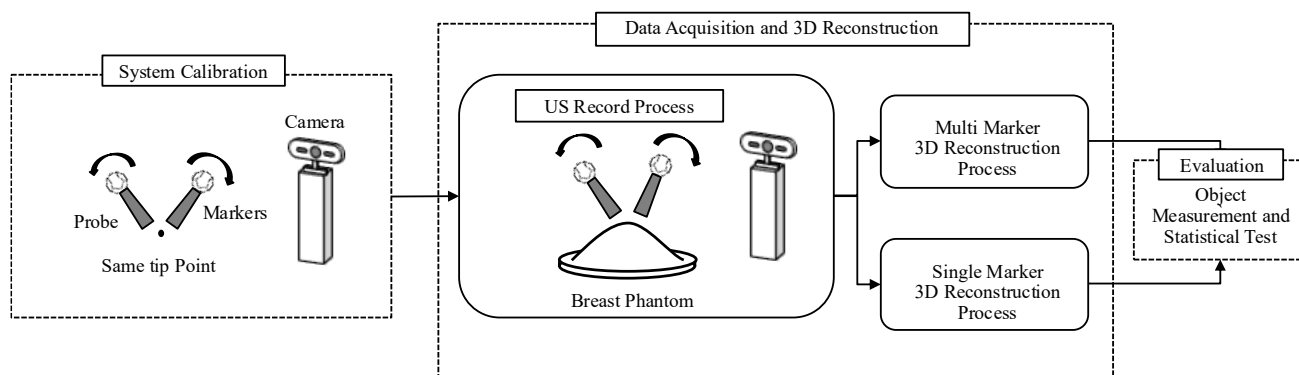 System Calibration
Camera
Probe
Markers
Same tip Point
Data Acquisition and 3D Reconstruction
US Record Process
Breast Phantom
Multi Marker
3D Reconstruction
Process
Single Marker
3D Reconstruction
Process
Evaluation
Object
Measurement and
Statistical Test